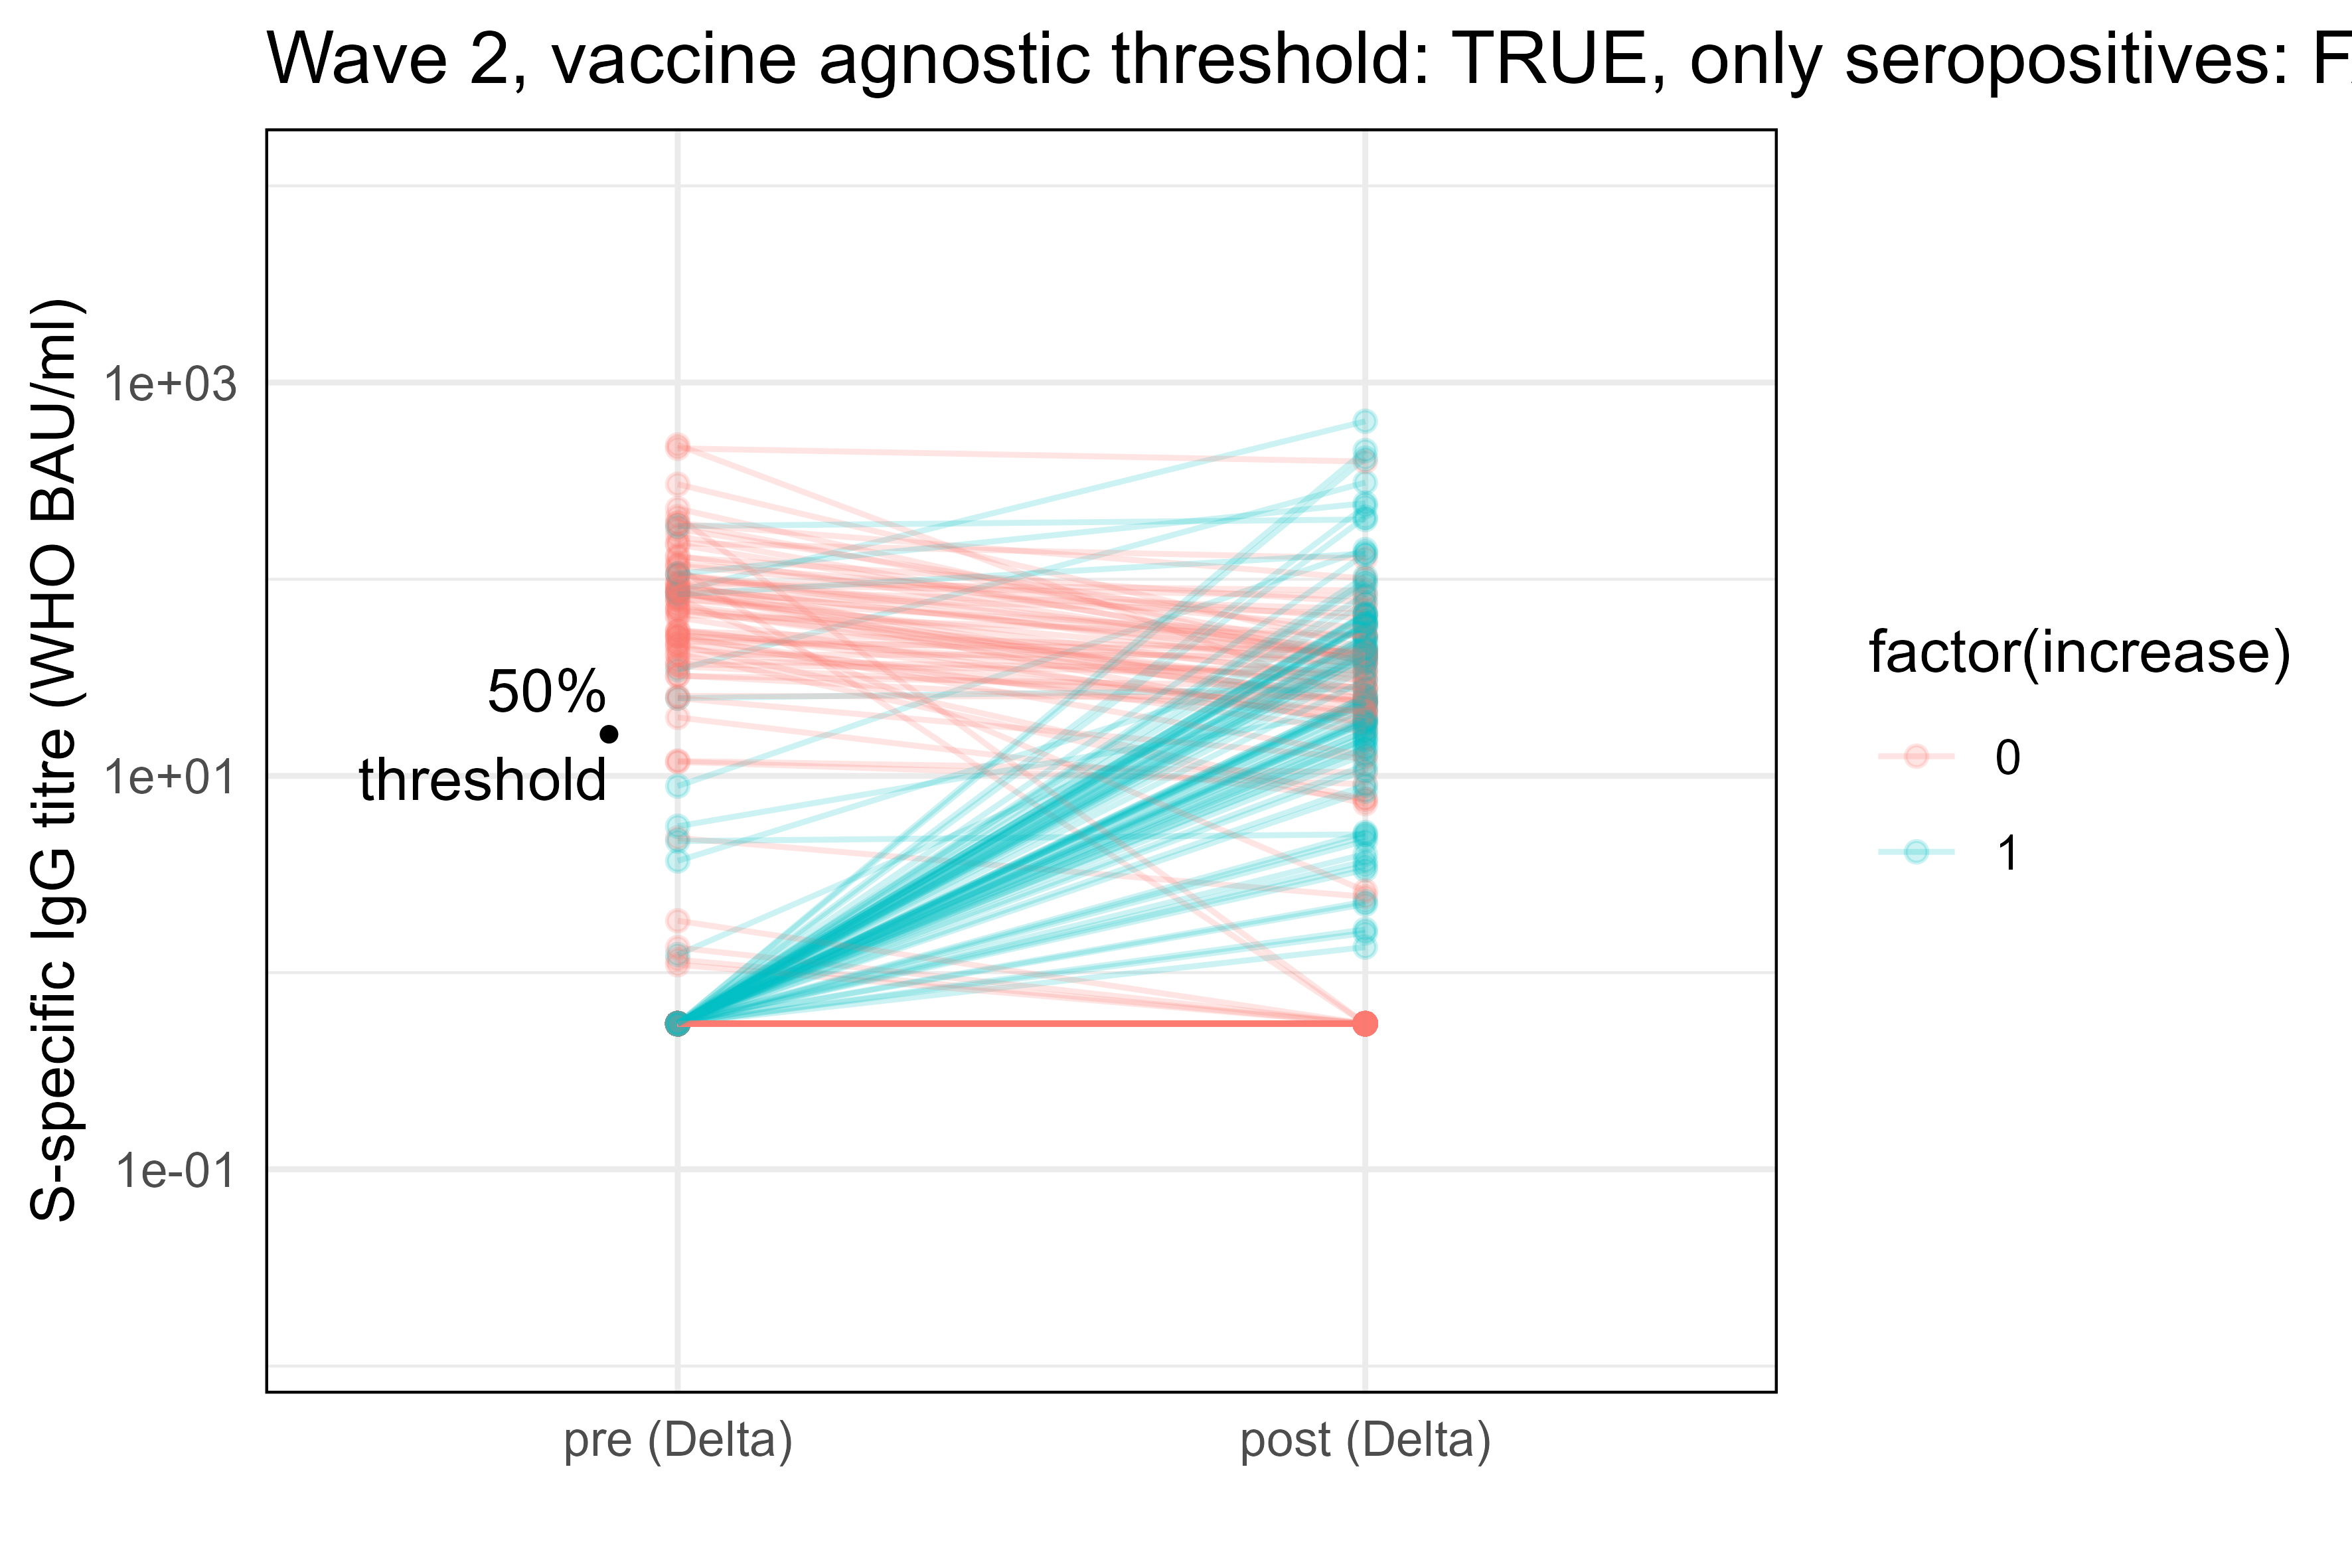 Wave 2, vaccine agnostic threshold: TRUE, only seropositives: F
S-specific IgG titre (WHO BAU/ml)
1e+03
1e+01
1e-01
50%
threshold
pre (Delta)
post (Delta)
factor(increase)
0
1